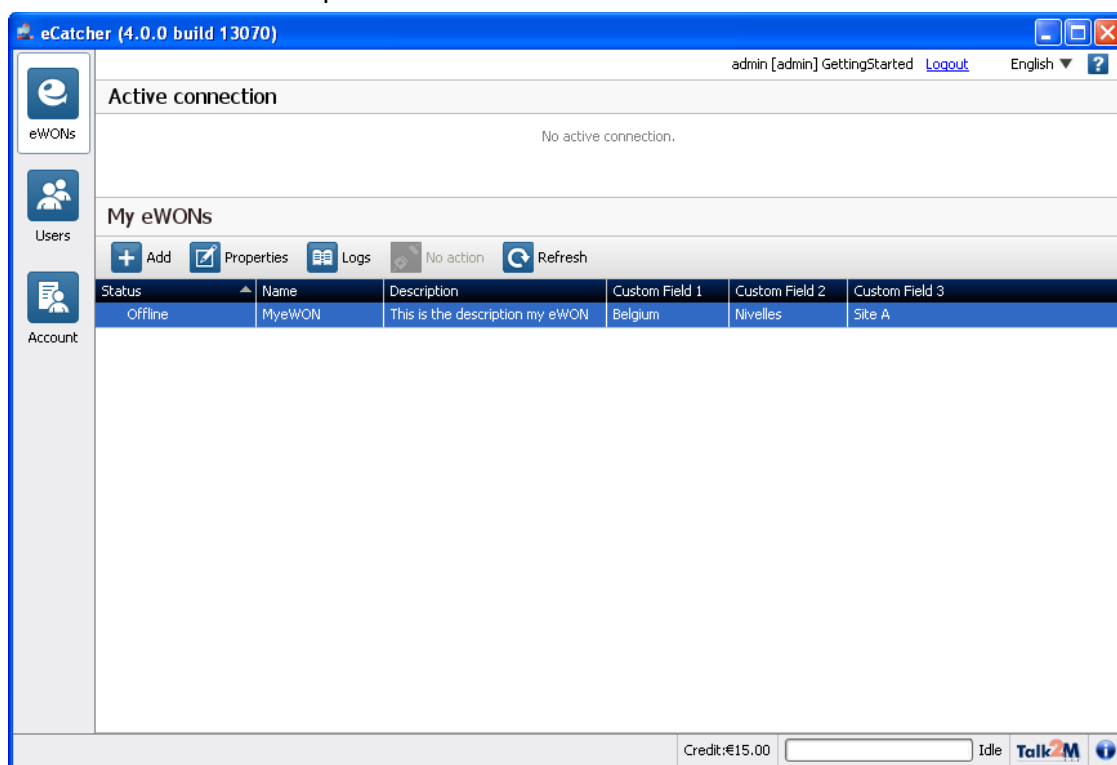 eCatcher (4.0.0 build 13070)
admin [admin] GettingStarted Logout English ▼ ?
eWONs
Active connection
No active connection.
Users
My eWONs
Add Properties Logs No action Refresh
Account
Status Name Description Custom Field 1 Custom Field 2 Custom Field 3
Offline MyeWON This is the description my eWON Belgium Nivelles Site A
Credit:€15.00 Idle Talk2M